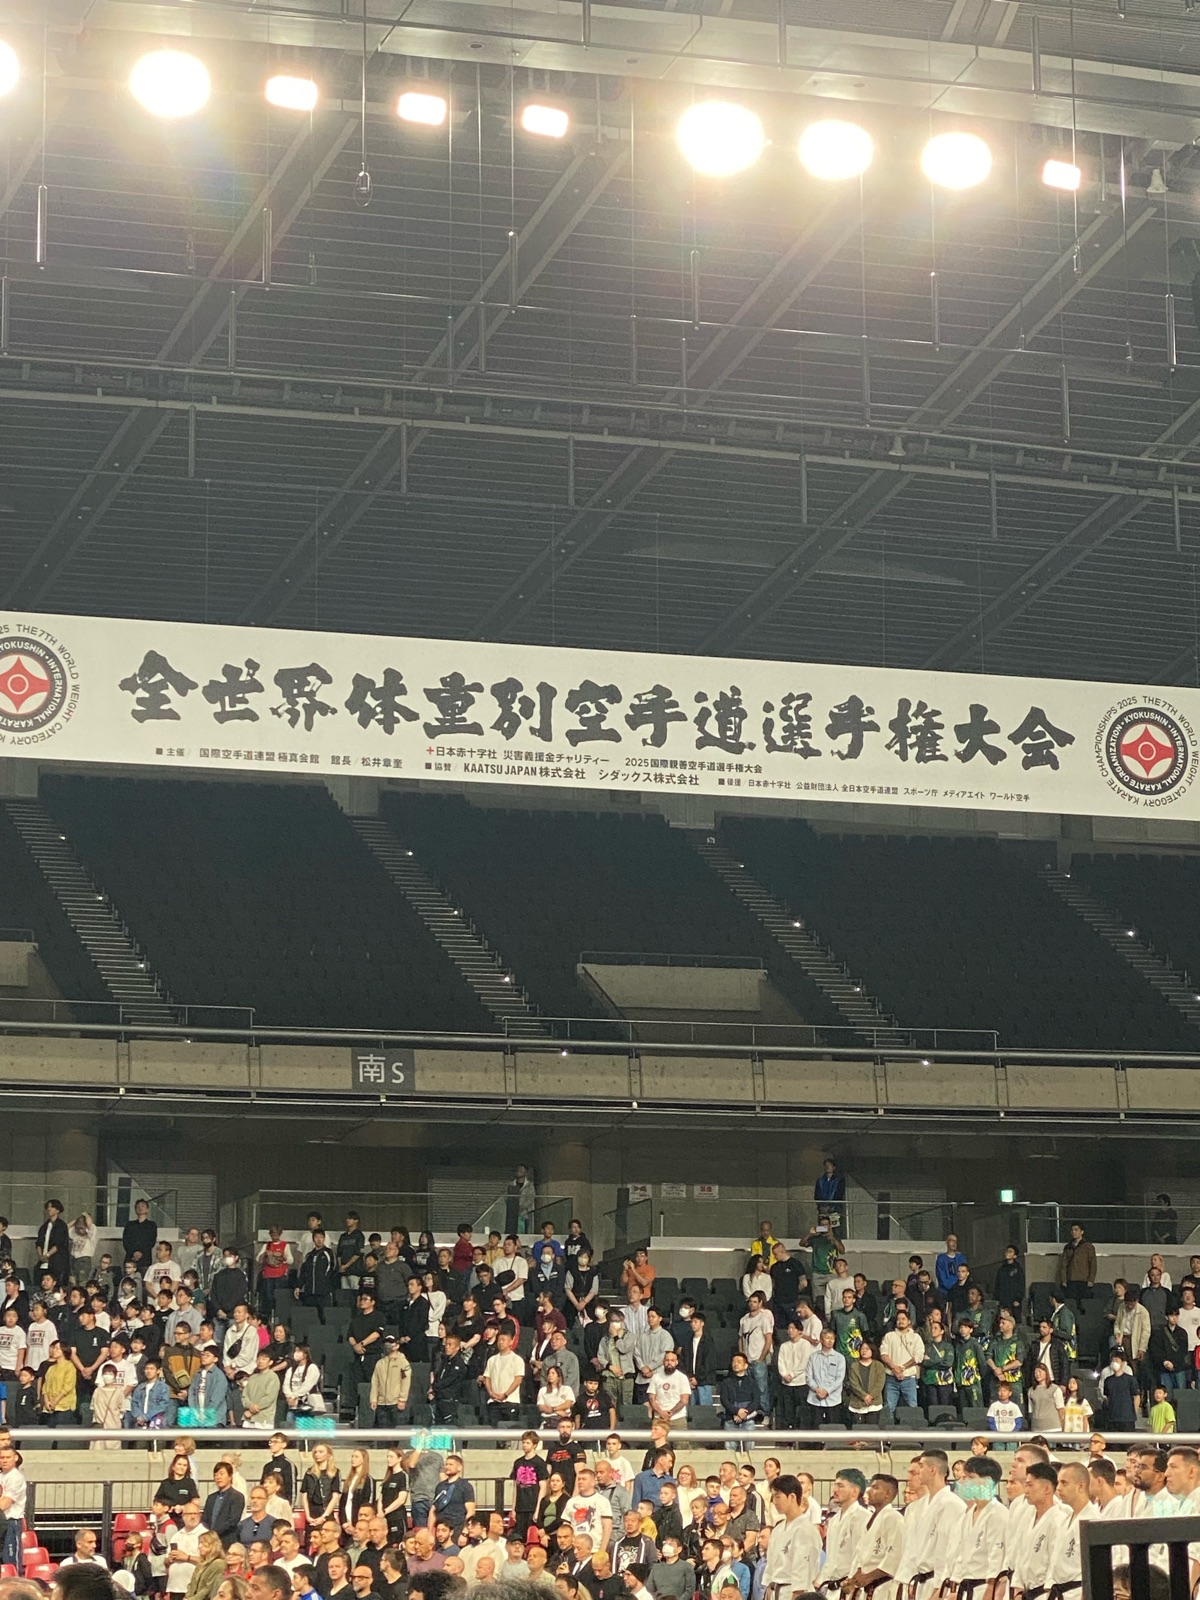 全世界体重別空手道選手権大会
■主催/ 国際空手道連盟 極真会館 館長/松井章奎
+日本赤十字社 災害義援金チャリティー 2025国際親善空手道選手権大会
■協賛/ KAATSU JAPAN株式会社 シダックス株式会社
■後援/日本赤十字社 公益財団法人 全日本空手道連盟 スポーツ庁 メディアエイト ワールド空手
THE 7TH WORLD WEIGHT CATEGORY KARATE
KYOKUSHIN • INTERNATIONAL KARATE
CHAMPIONSHIPS 2025 THE 7TH WORLD WEIGHT CATEGORY KARATE
KYOKUSHIN • INTERNATIONAL KARATE ORGANIZATION
南S